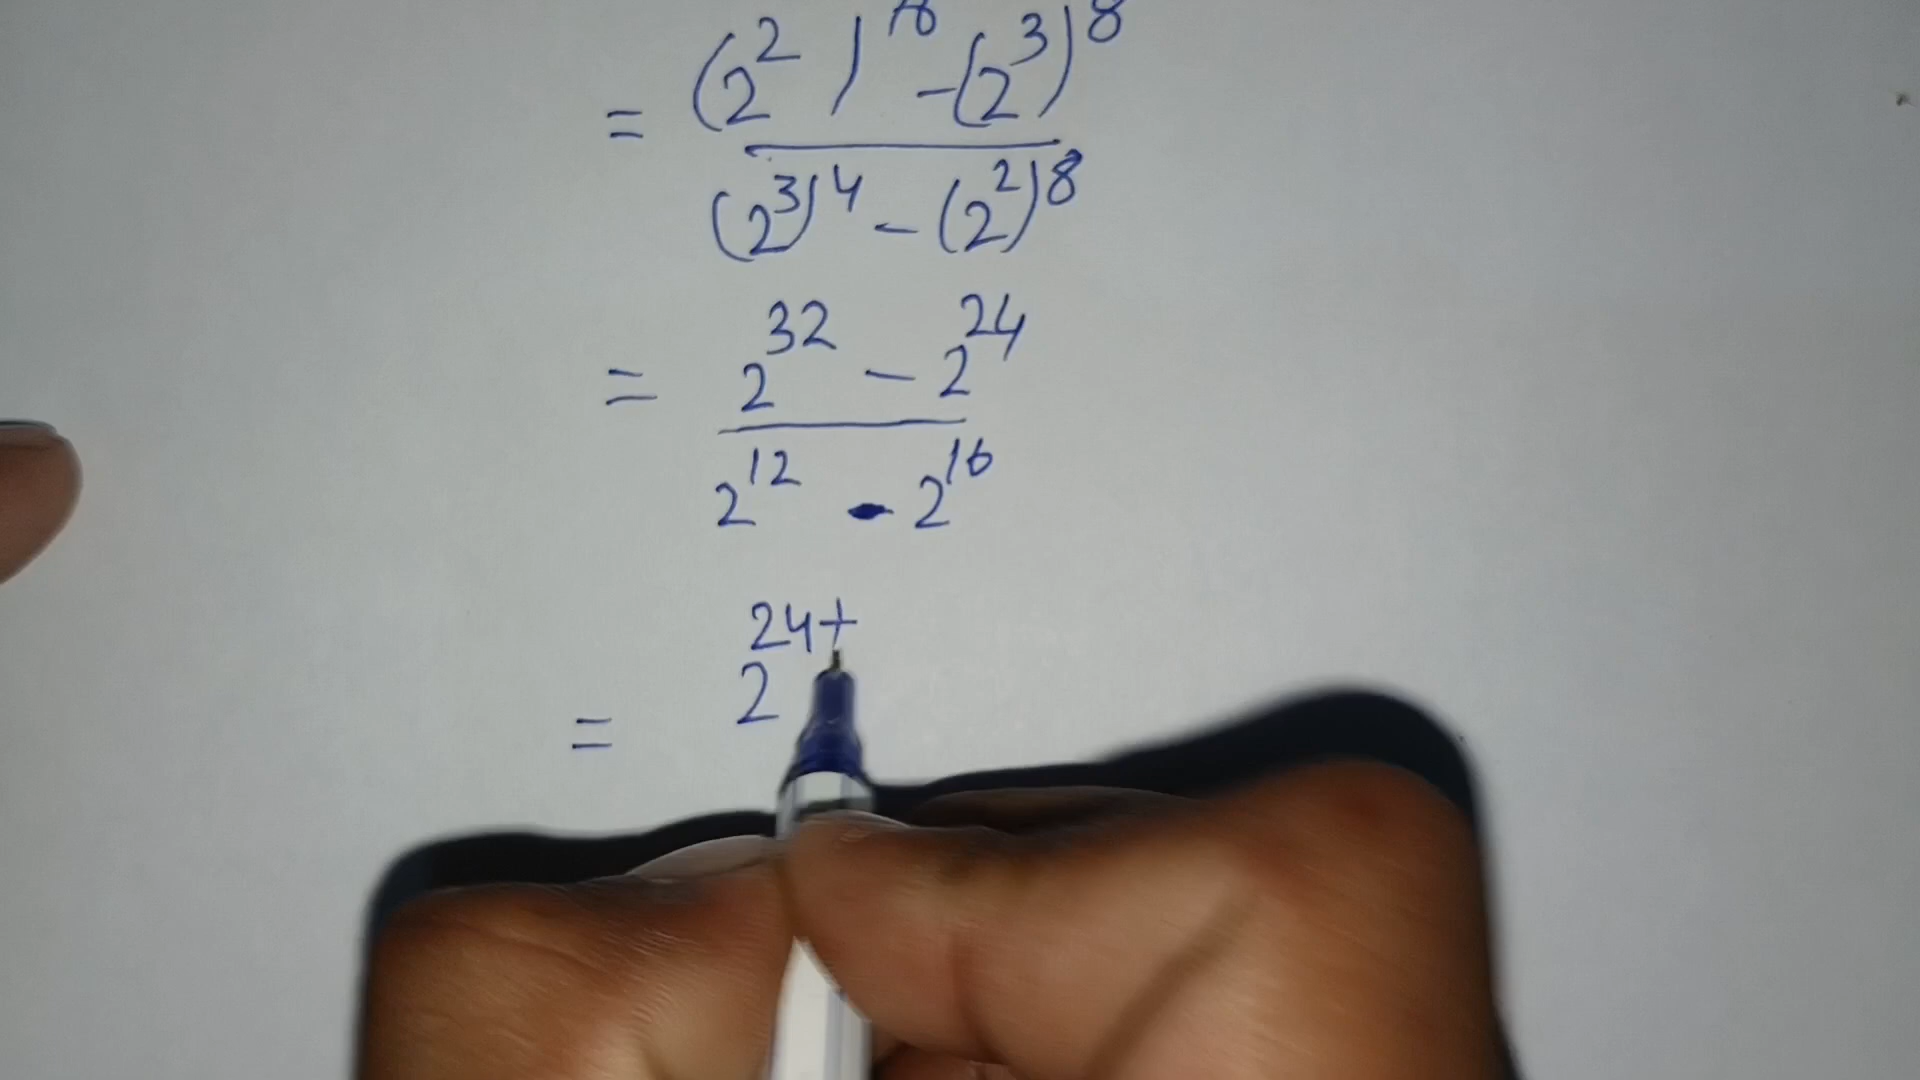 = (2²)¹⁶ - (2³)⁸
(2³)⁴ - (2²)⁸
= 2³² - 2²⁴
2¹² - 2¹⁶
= 2²⁴⁺